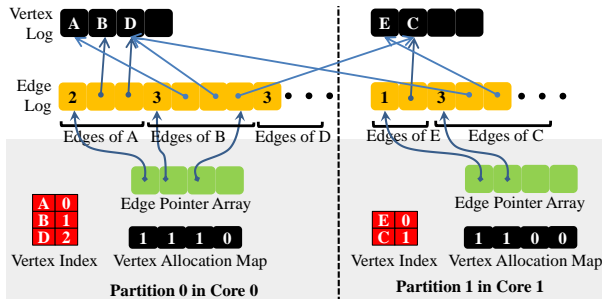 Vertex
Log
A B D
E C
Edge
Log
2 3 3
1 3
Edges of A Edges of B Edges of D
Edges of E Edges of C
Edge Pointer Array
Edge Pointer Array
A 0
B 1
D 2
E 0
C 1
1 1 1 0
1 1 0 0
Vertex Index Vertex Allocation Map
Vertex Index Vertex Allocation Map
Partition 0 in Core 0
Partition 1 in Core 1